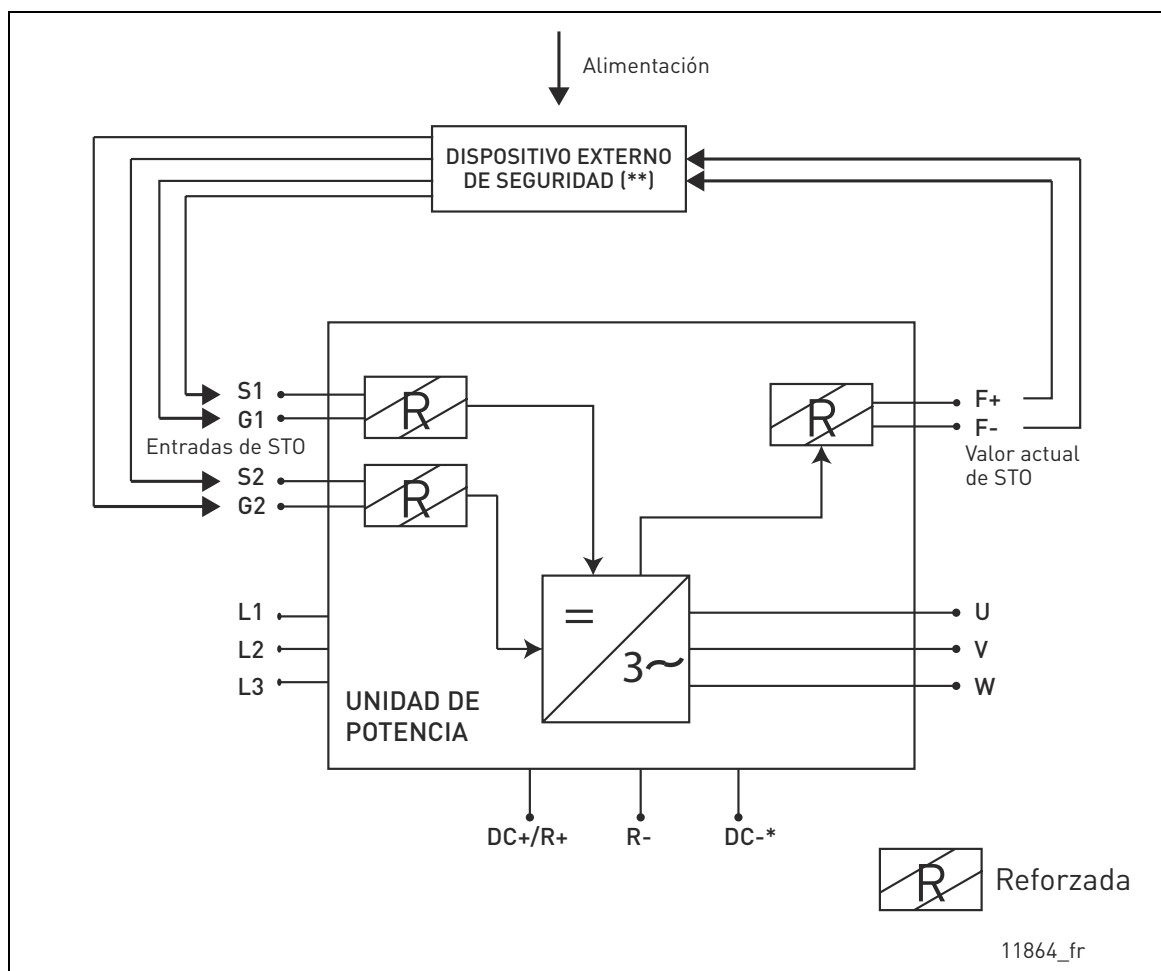 Alimentación
DISPOSITIVO EXTERNO
DE SEGURIDAD (**)
S1
G1
Entradas de STO
S2
G2
R
R
R
F+
F-
Valor actual
de STO
L1
L2
L3
=
3~
U
V
W
UNIDAD DE
POTENCIA
DC+/R+
R-
DC-*
R
Reforzada
11864_fr